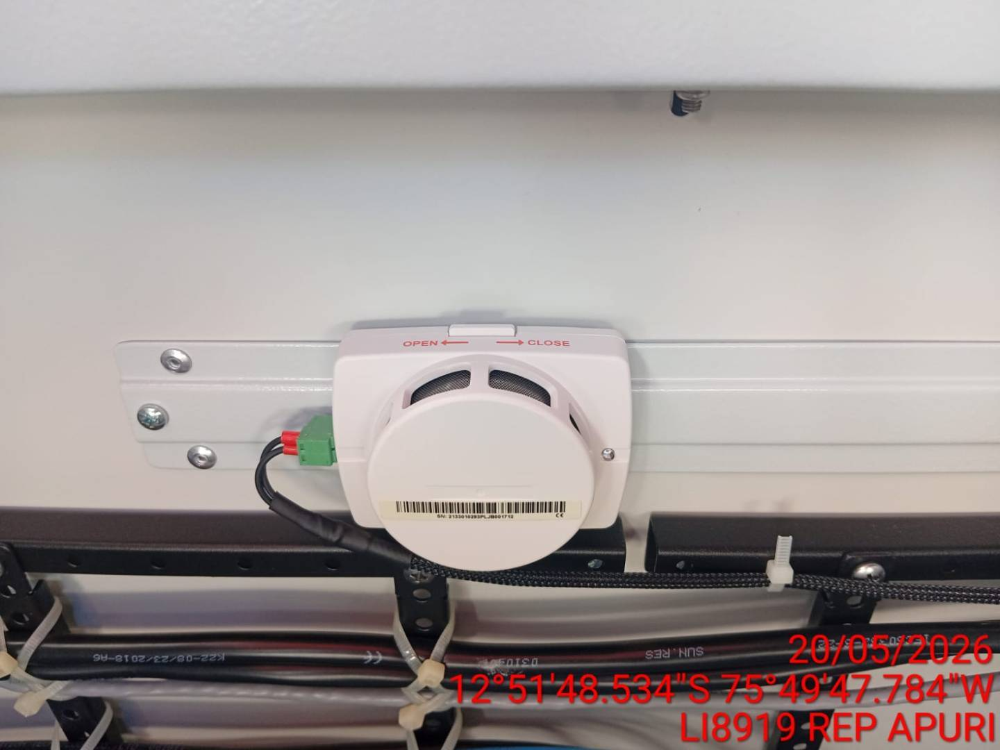 OPEN ← → CLOSE
SN: 2133010293PLJB001712 CE
K22-08/23/2018-A6 CE SUN.RES
20/05/2026
12°51'48.534"S 75°49'47.784"W
LI8919 REP APURI